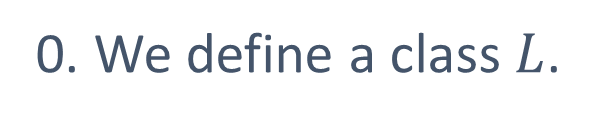 0. We define a class L.